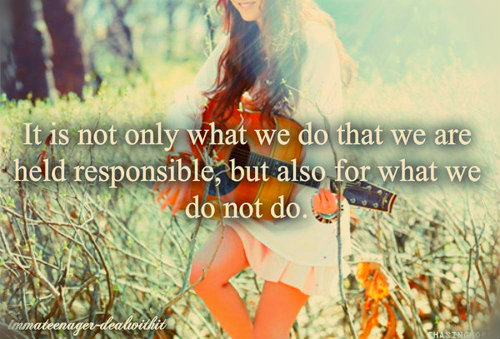 It is not only what we do that we are
held responsible, but also for what we
do not do.
immateenager-dealwithit